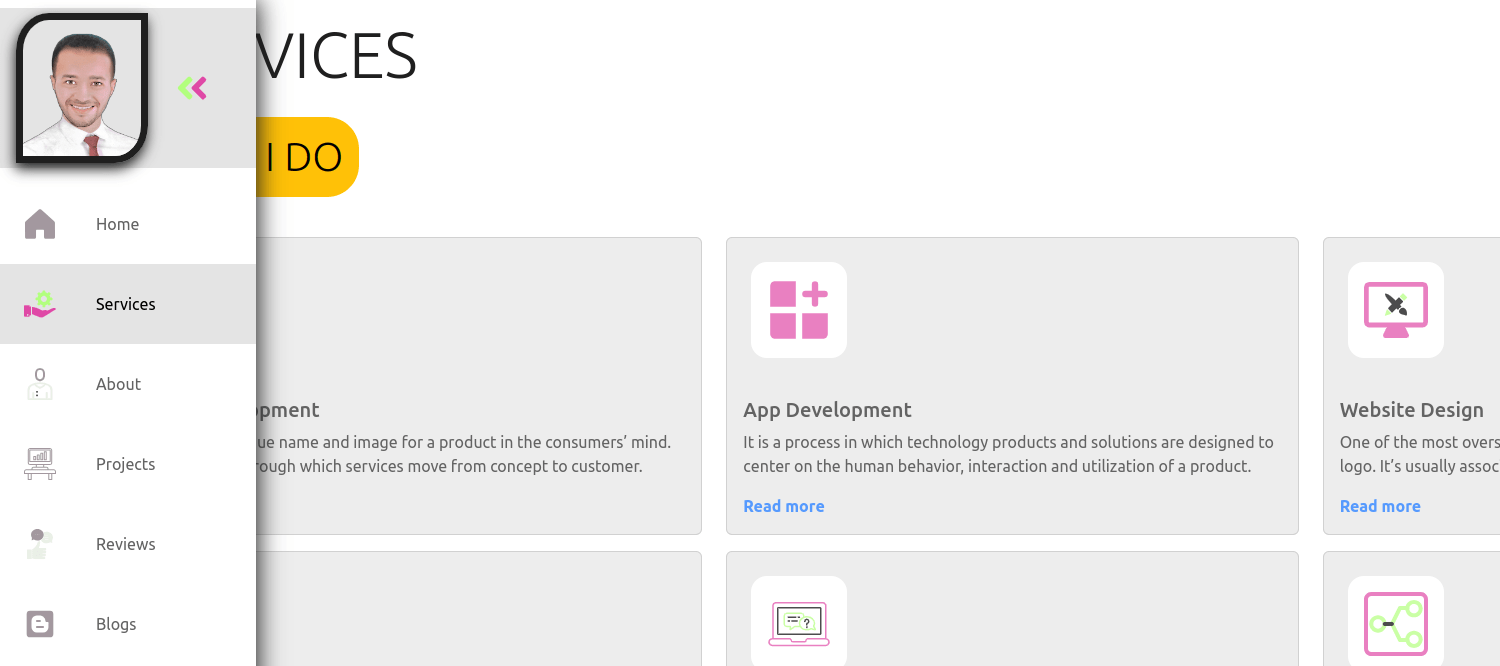 VICES
I DO
Home
Services
About
Projects
Reviews
Blogs
opment
ue name and image for a product in the consumers’ mind.
rough which services move from concept to customer.
App Development
It is a process in which technology products and solutions are designed to
center on the human behavior, interaction and utilization of a product.
Read more
Website Design
One of the most overs
logo. It’s usually assoc
Read more